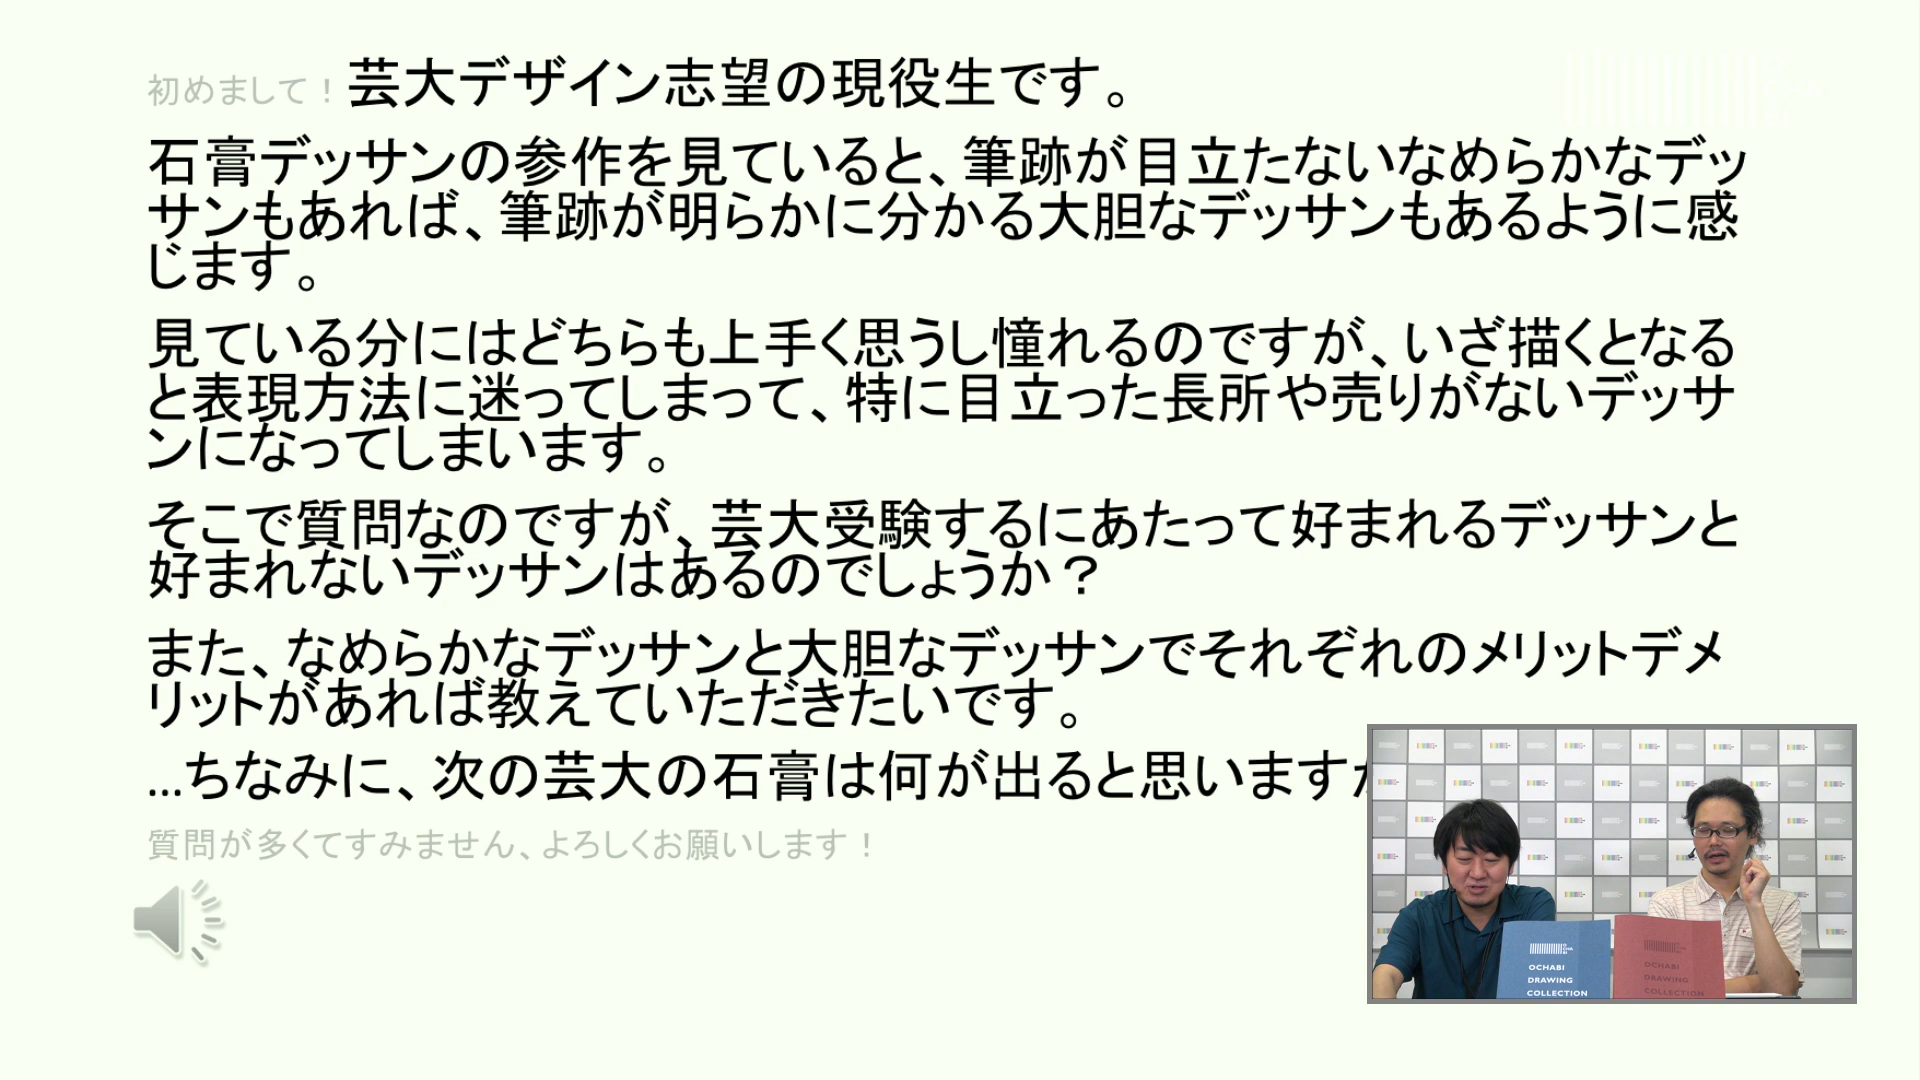 初めまして！芸大デザイン志望の現役生です。
石膏デッサンの参作を見ていると、筆跡が目立たないなめらかなデッ
サンもあれば、筆跡が明らかに分かる大胆なデッサンもあるように感
じます。
見ている分にはどちらも上手く思うし憧れるのですが、いざ描くとなる
と表現方法に迷ってしまって、特に目立った長所や売りがないデッサ
ンになってしまいます。
そこで質問なのですが、芸大受験するにあたって好まれるデッサンと
好まれないデッサンはあるのでしょうか？
また、なめらかなデッサンと大胆なデッサンでそれぞれのメリットデメ
リットがあれば教えていただきたいです。
...ちなみに、次の芸大の石膏は何が出ると思いますか
質問が多くてすみません、よろしくお願いします！
OCHABI
DRAWING
COLLECTION
OCHABI
DRAWING
COLLECTION